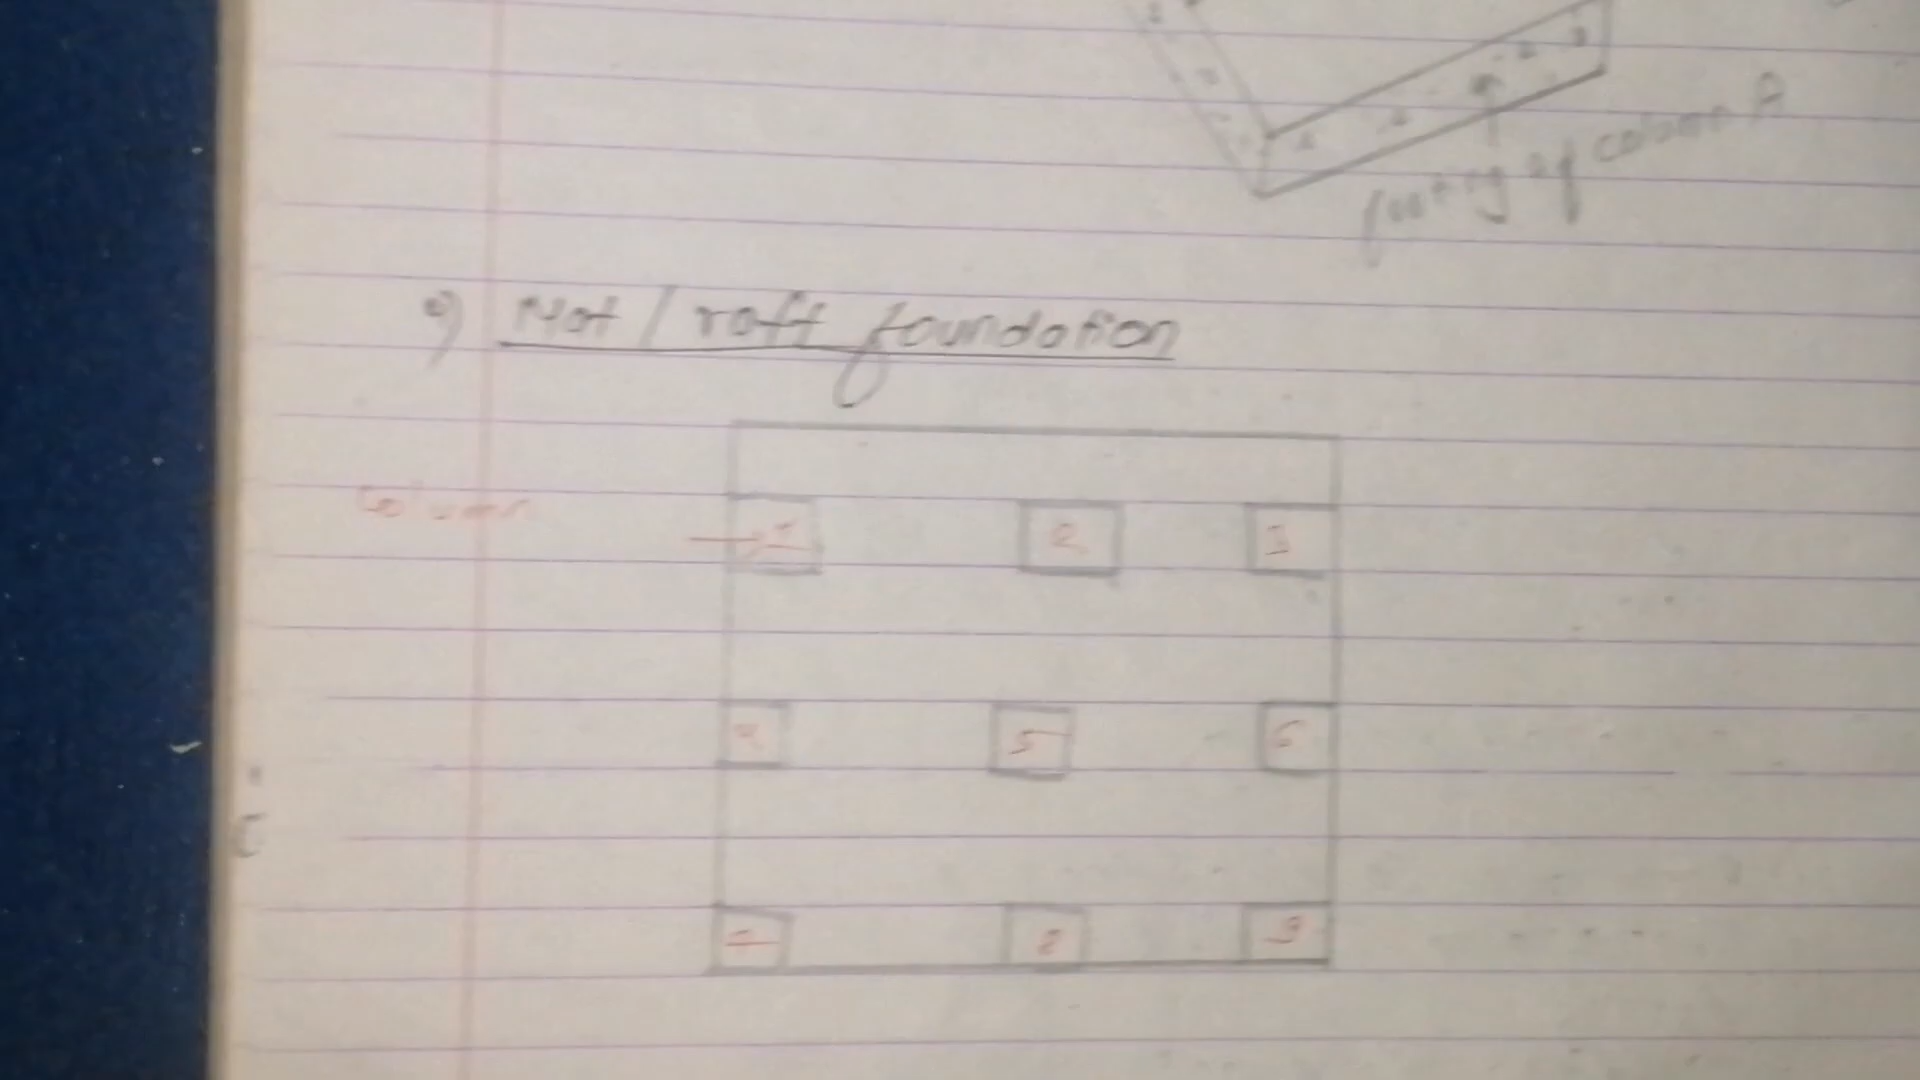 footing of column A
e) Mat / raft foundation
Column
1 2 3
4 5 6
7 8 9